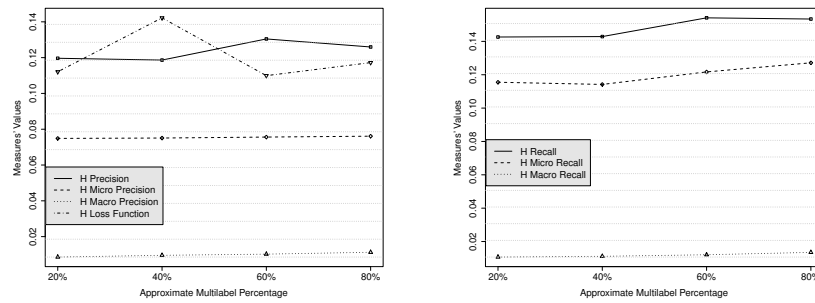 0.14
0.12
0.10
0.08
0.06
0.04
0.02
Measures' Values
H Precision
H Micro Precision
H Macro Precision
H Loss Function
20% 40% 60% 80%
Approximate Multilabel Percentage
0.14
0.12
0.10
0.08
0.06
0.04
0.02
Measures' Values
H Recall
H Micro Recall
H Macro Recall
20% 40% 60% 80%
Approximate Multilabel Percentage